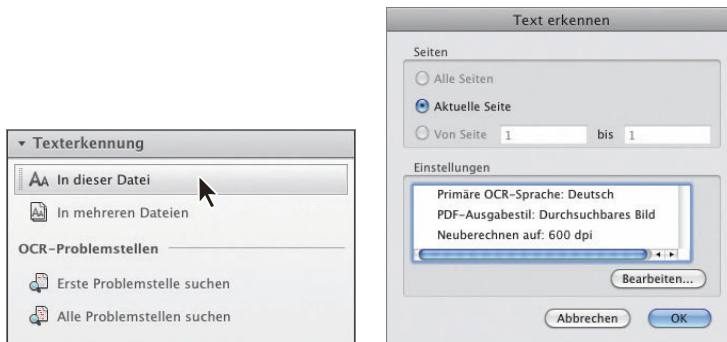 Texterkennung
In dieser Datei
In mehreren Dateien
OCR-Problemstellen
Erste Problemstelle suchen
Alle Problemstellen suchen
Text erkennen
Seiten
Alle Seiten
Aktuelle Seite
Von Seite 1 bis 1
Einstellungen
Primäre OCR-Sprache: Deutsch
PDF-Ausgabestil: Durchsuchbares Bild
Neuberechnen auf: 600 dpi
Bearbeiten...
Abbrechen OK